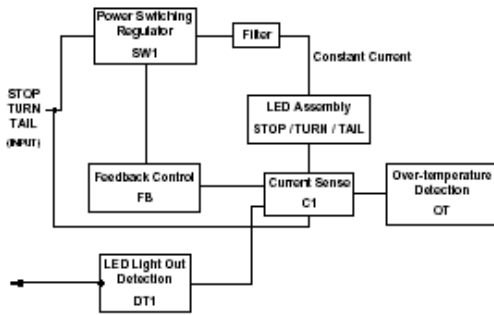 Power Switching
Regulator
SW1
Filter
Constant Current
STOP
TURN
TAIL
(INPUT)
LED Assembly
STOP / TURN / TAIL
Feedback Control
FB
Current Sense
C1
Over-temperature
Detection
OT
LED Light Out
Detection
DT1